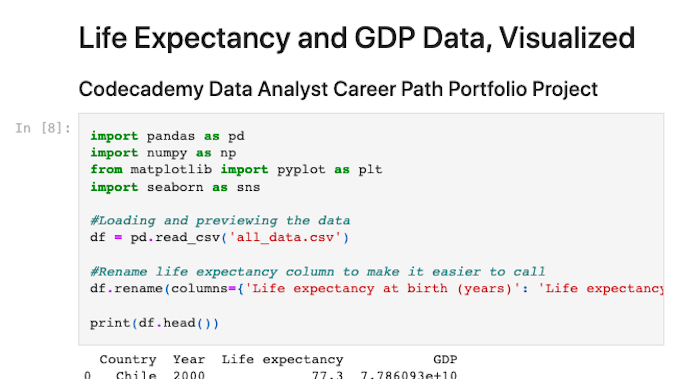 Life Expectancy and GDP Data, Visualized
Codecademy Data Analyst Career Path Portfolio Project
In [8]:
import pandas as pd
import numpy as np
from matplotlib import pyplot as plt
import seaborn as sns
#Loading and previewing the data
df = pd.read_csv('all_data.csv')
#Rename life expectancy column to make it easier to call
df.rename(columns={'Life expectancy at birth (years)': 'Life expectancy
print(df.head())
Country Year Life expectancy GDP
0 Chile 2000 77.3 7.786093e+10